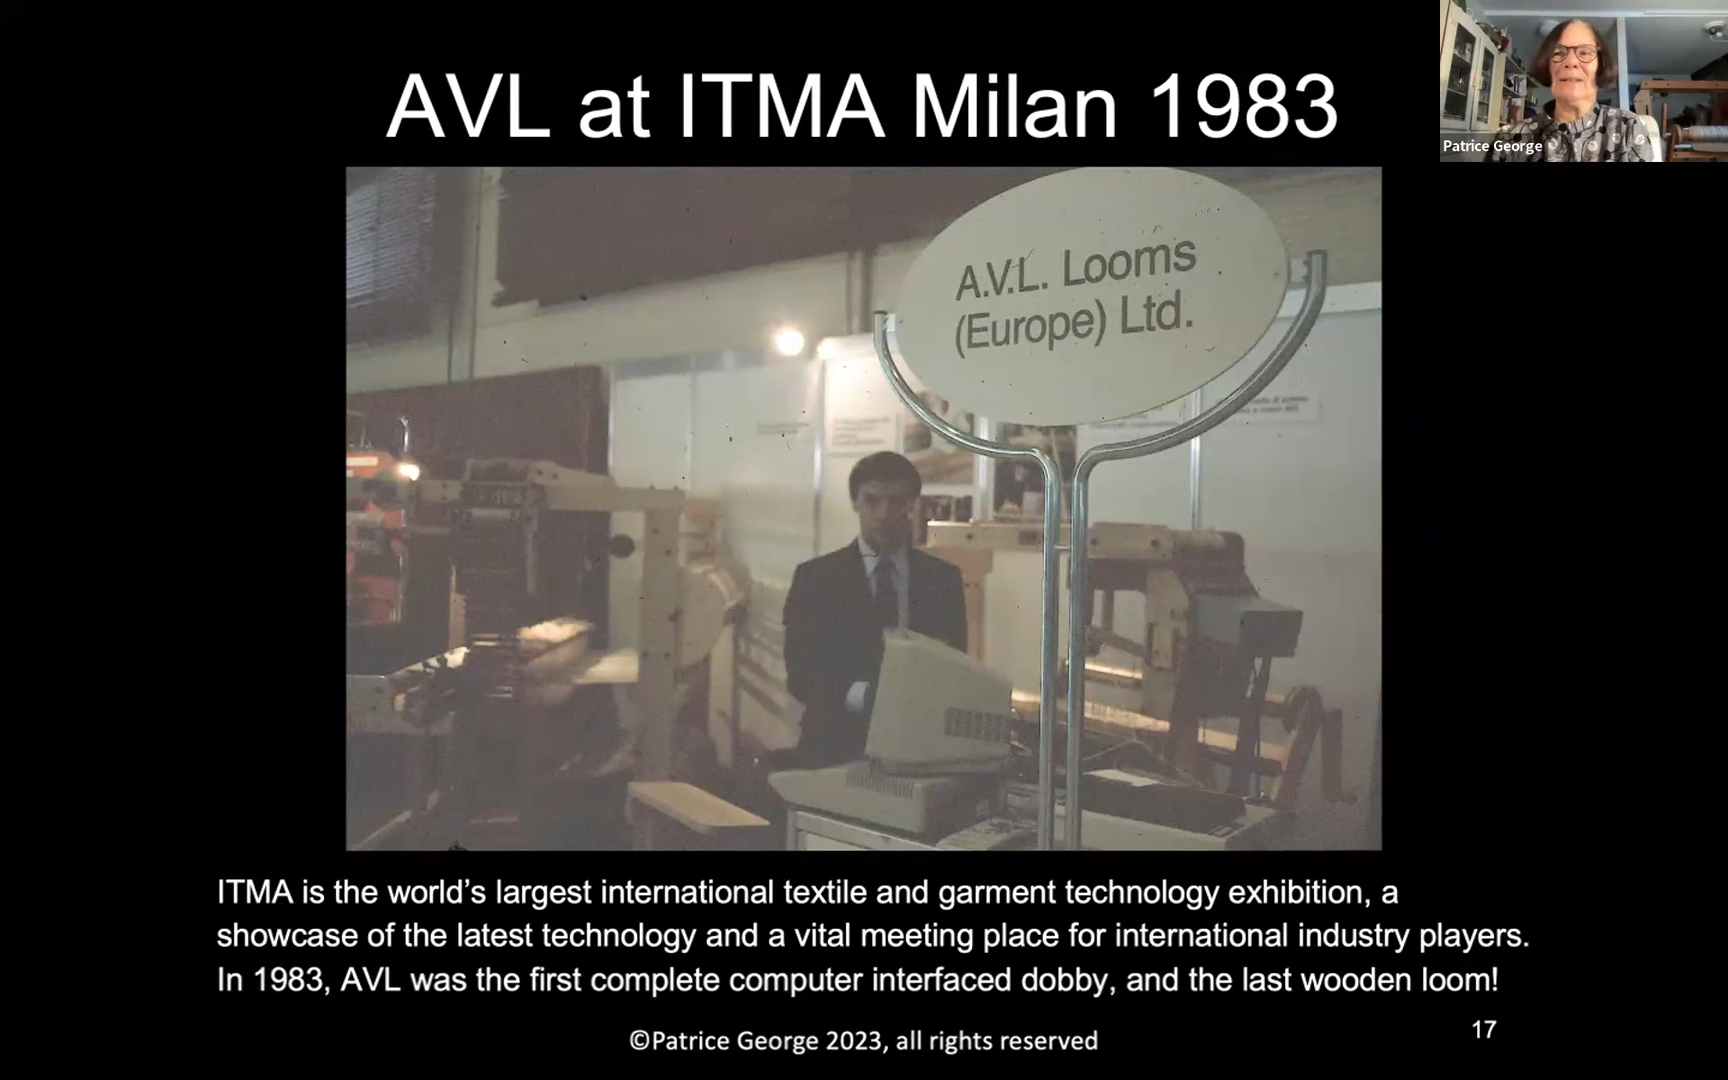 AVL at ITMA Milan 1983
Patrice George
A.V.L. Looms
(Europe) Ltd.
ITMA is the world’s largest international textile and garment technology exhibition, a
showcase of the latest technology and a vital meeting place for international industry players.
In 1983, AVL was the first complete computer interfaced dobby, and the last wooden loom!
©Patrice George 2023, all rights reserved
17